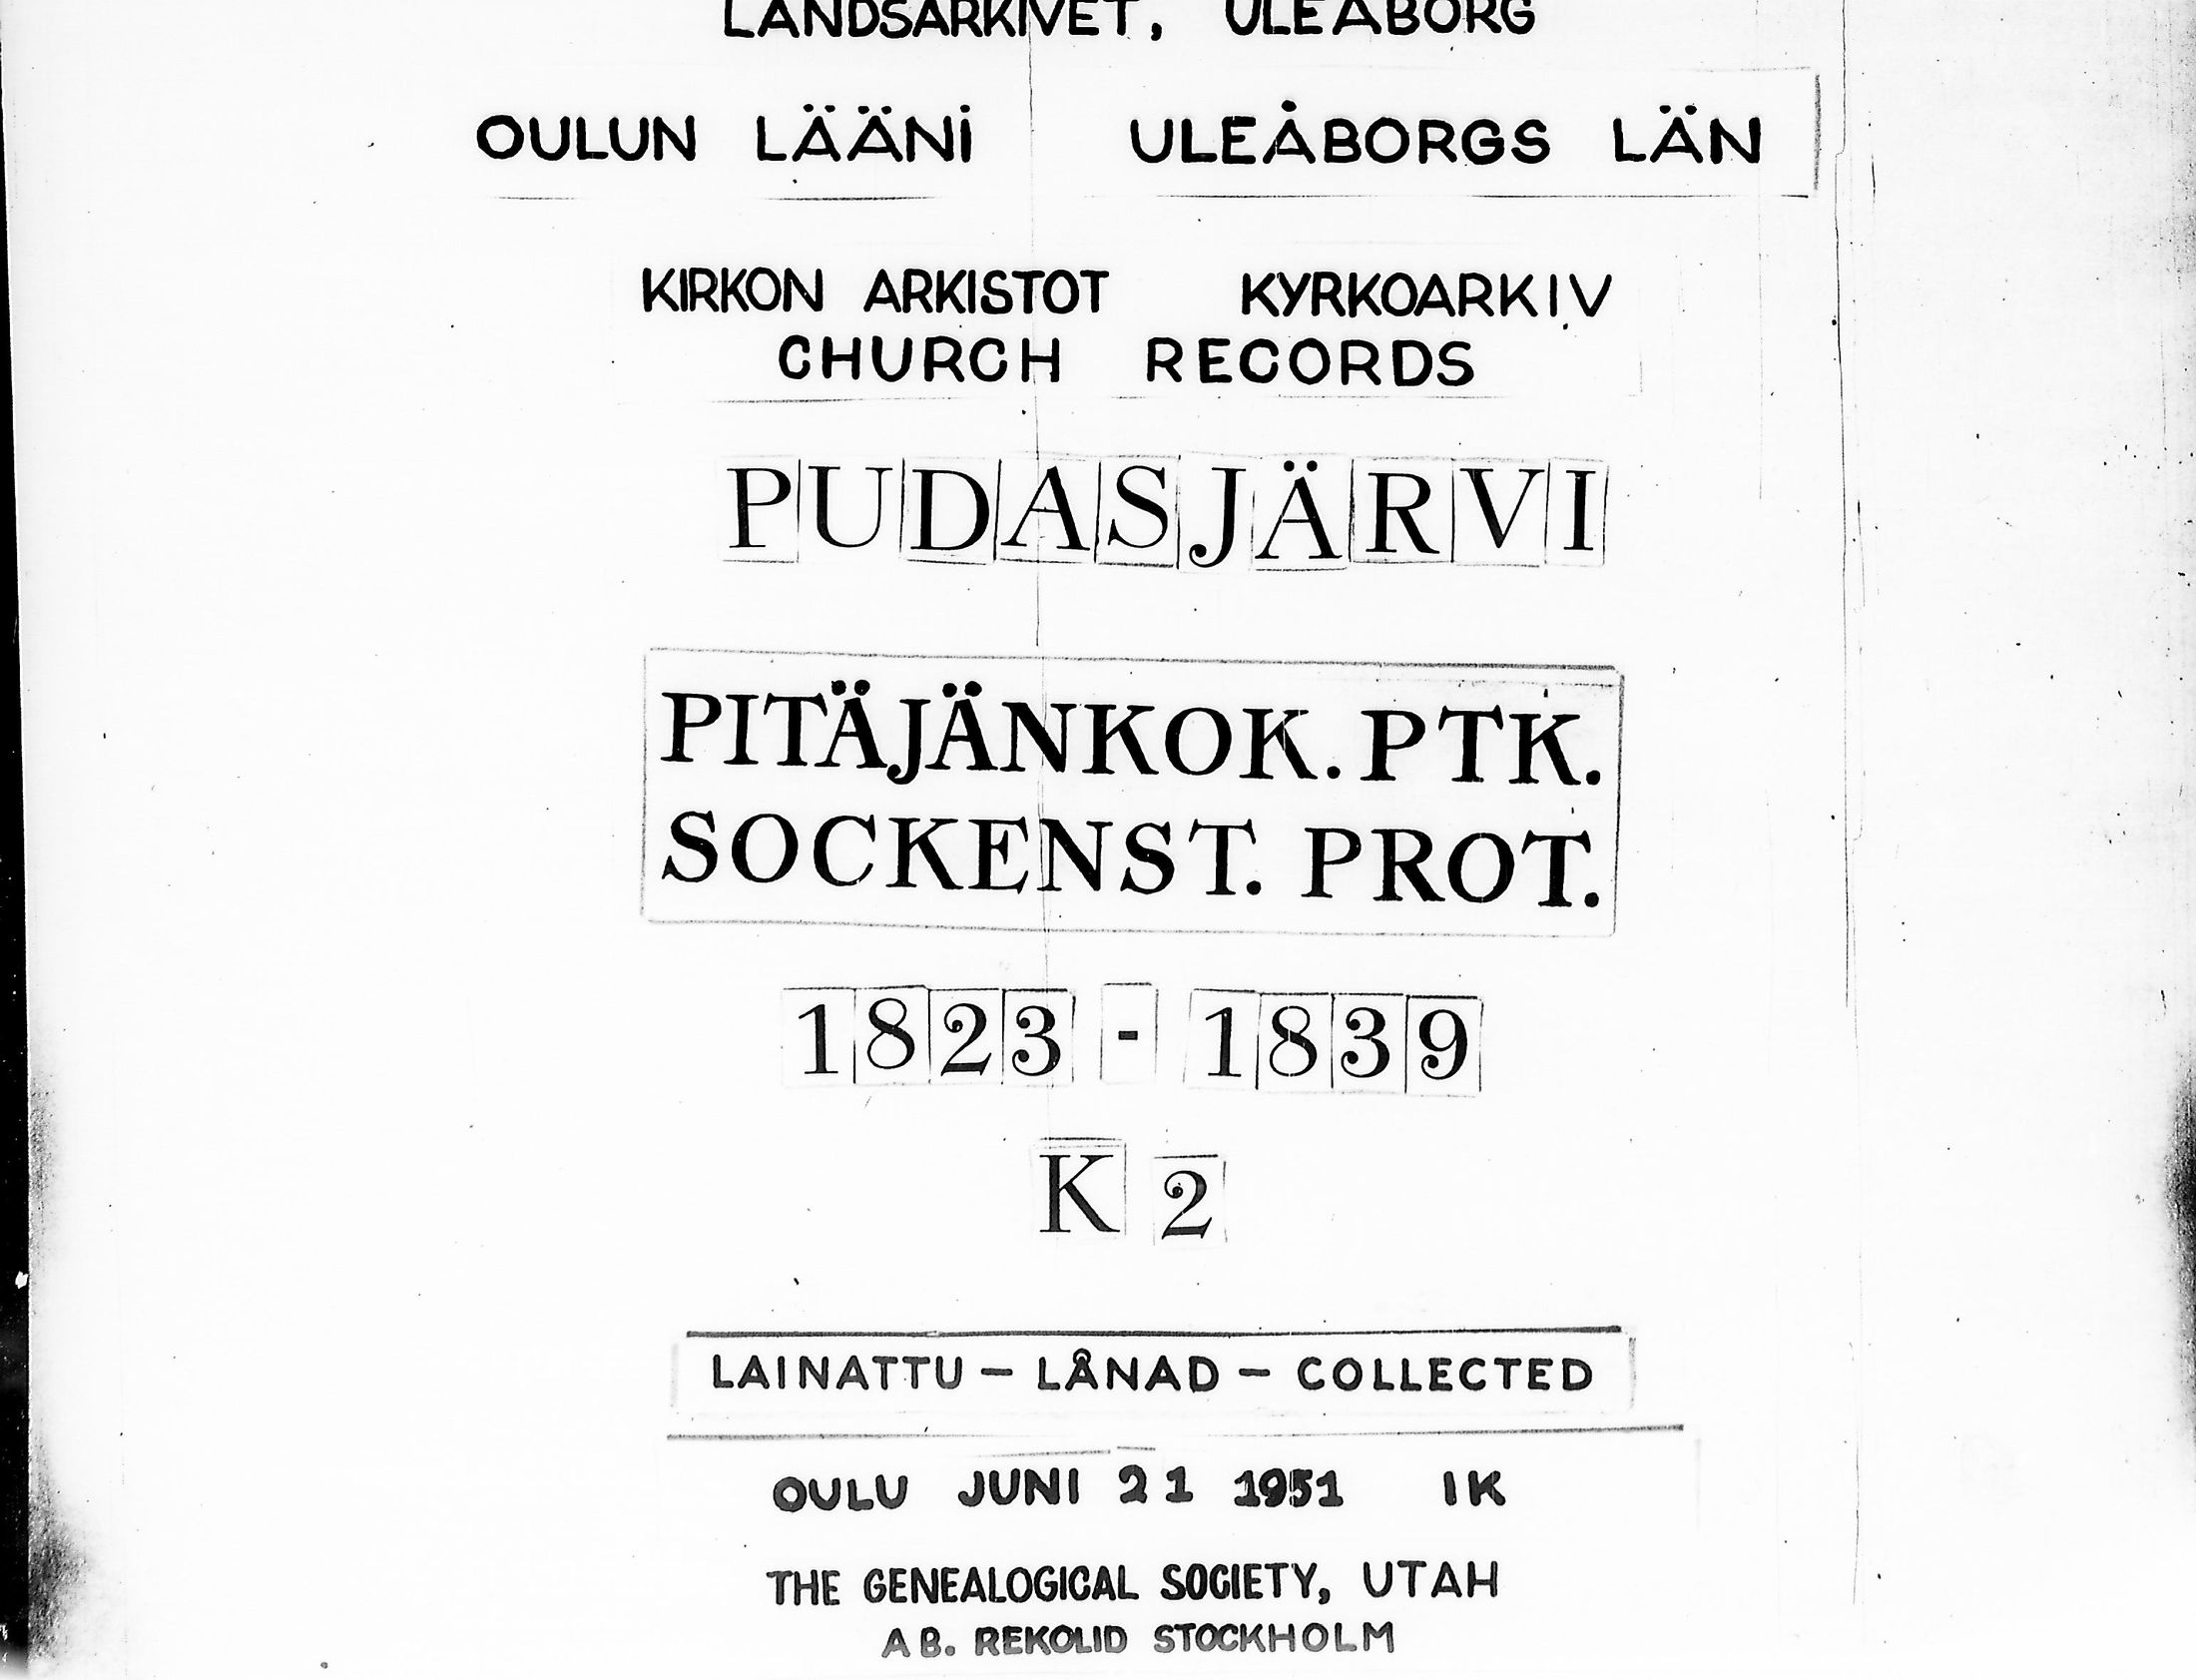 LANDSARKIVET, ULEÅBORG
OULUN LÄÄNI ULEÅBORGS LÄN
KIRKON ARKISTOT KYRKOARKIV
CHURCH RECORDS
PUDASJÄRVI
PITÄJÄNKOK. PTK.
SOCKENST. PROT.
1823 - 1839
K 2
LAINATTU – LÅNAD – COLLECTED
OULU JUNI 21 1951 IK
THE GENEALOGICAL SOCIETY, UTAH
AB. REKOLID STOCKHOLM